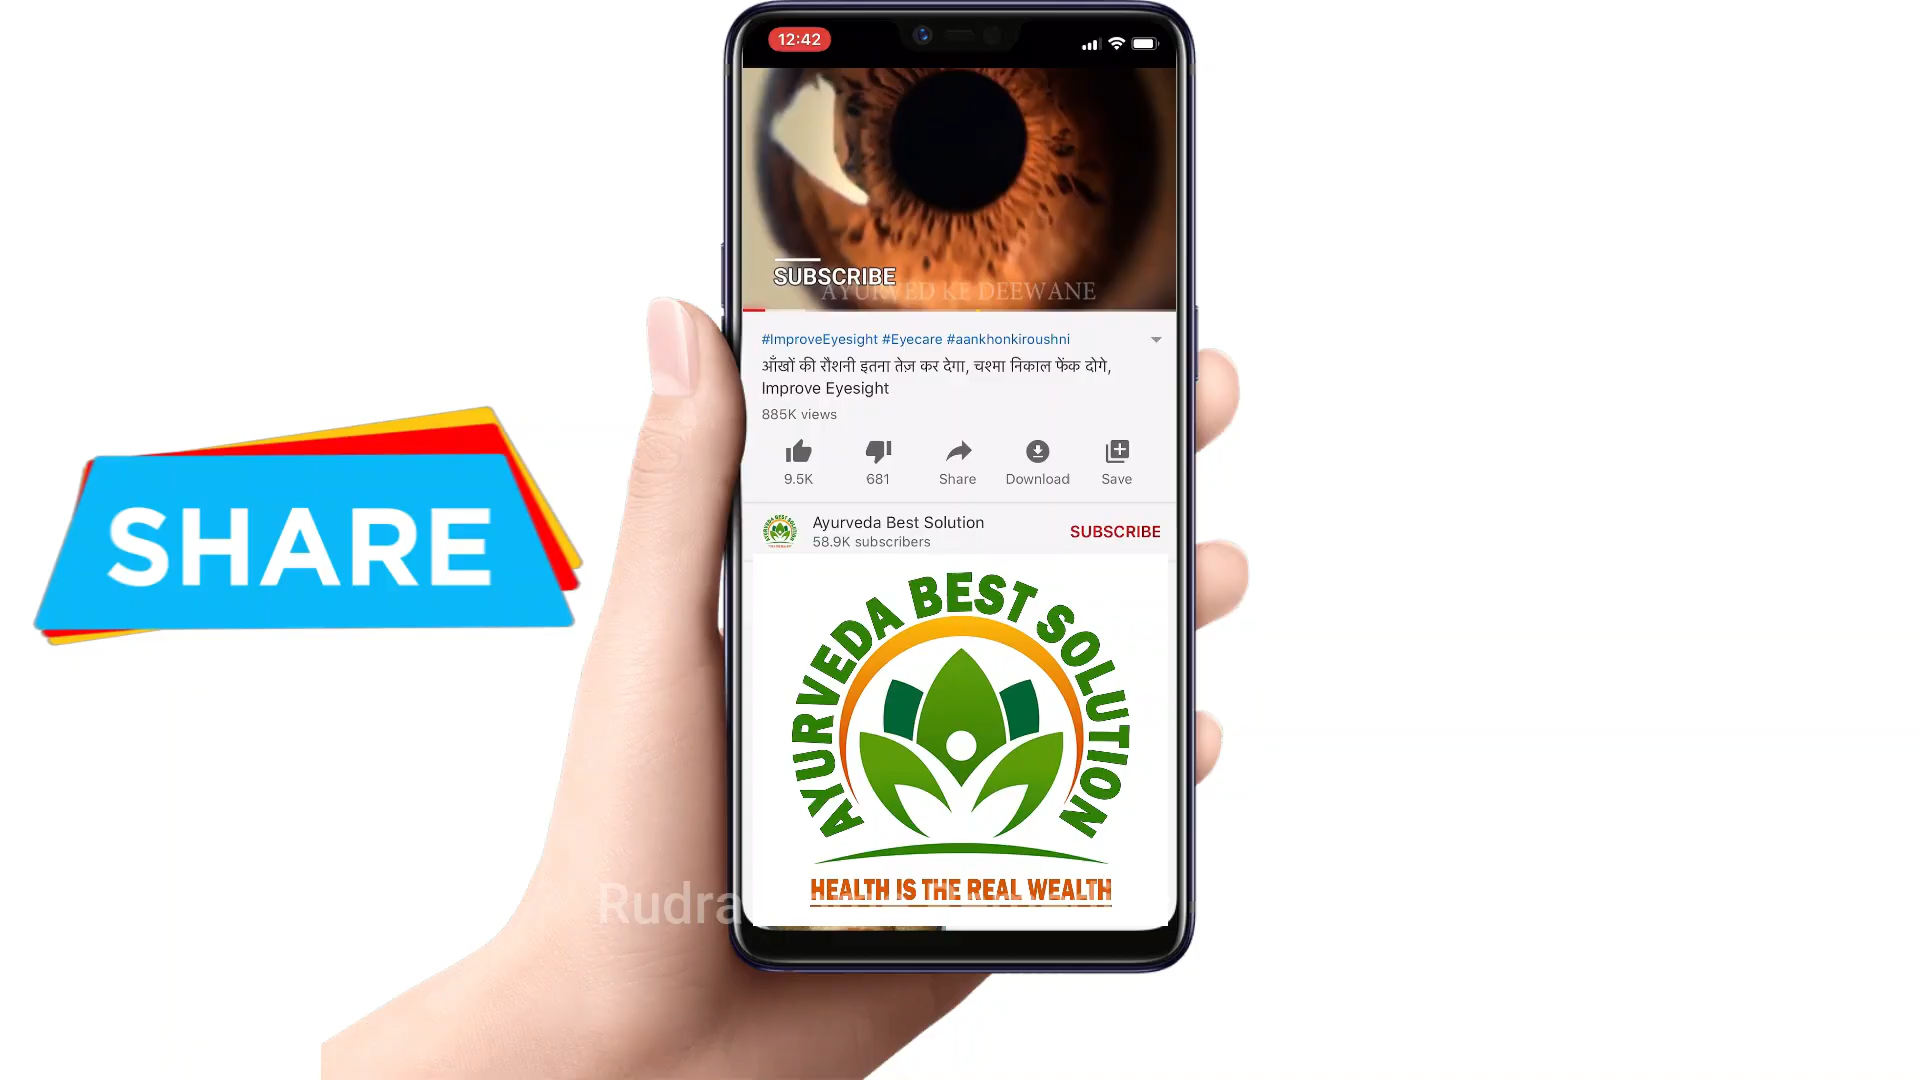 12:42
SUBSCRIBE
AYURVED KE DEEWANE
#ImproveEyesight #Eyecare #aankhonkiroushni
आँखों की रौशनी इतना तेज़ कर देगा, चश्मा निकाल फेंक दोगे,
Improve Eyesight
885K views
9.5K 681 Share Download Save
Ayurveda Best Solution
58.9K subscribers
SUBSCRIBE
SHARE
AYURVEDA BEST SOLUTION
HEALTH IS THE REAL WEALTH
Rudra